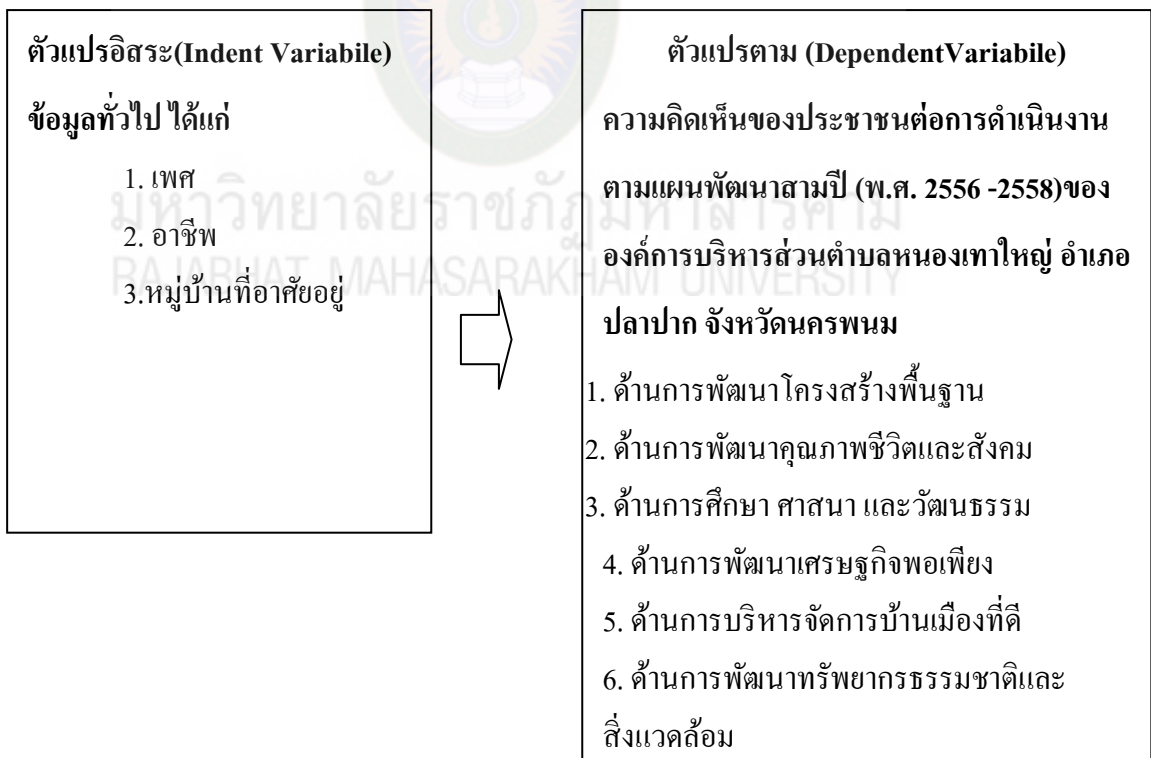 ตัวแปรอิสระ(Indent Variabile)
ข้อมูลทั่วไป ได้แก่
1. เพศ
2. อาชีพ
3.หมู่บ้านที่อาศัยอยู่
ตัวแปรตาม (DependentVariabile)
ความคิดเห็นของประชาชนต่อการดำเนินงาน
ตามแผนพัฒนาสามปี (พ.ศ. 2556 -2558)ของ
องค์การบริหารส่วนตำบลหนองเทาใหญ่ อำเภอ
ปลาปาก จังหวัดนครพนม
1. ด้านการพัฒนาโครงสร้างพื้นฐาน
2. ด้านการพัฒนาคุณภาพชีวิตและสังคม
3. ด้านการศึกษา ศาสนา และวัฒนธรรม
4. ด้านการพัฒนาเศรษฐกิจพอเพียง
5. ด้านการบริหารจัดการบ้านเมืองที่ดี
6. ด้านการพัฒนาทรัพยากรธรรมชาติและ
สิ่งแวดล้อม
มหาวิทยาลัยราชภัฏมหาสารคาม
RAJABHAT MAHASARAKHAM UNIVERSITY